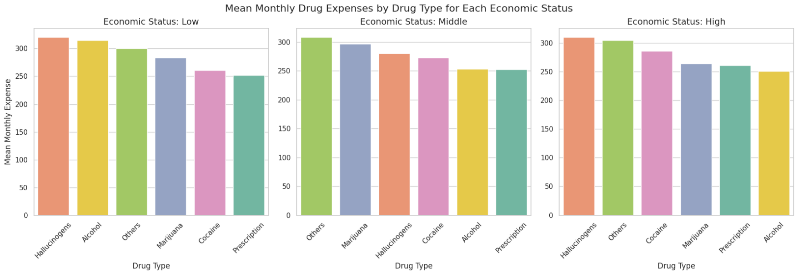 Mean Monthly Drug Expenses by Drug Type for Each Economic Status
Economic Status: Low
Mean Monthly Expense
300
250
200
150
100
50
0
Hallucinogens
Alcohol
Others
Marijuana
Cocaine
Prescription
Drug Type
Economic Status: Middle
300
250
200
150
100
50
0
Others
Marijuana
Hallucinogens
Cocaine
Alcohol
Prescription
Drug Type
Economic Status: High
300
250
200
150
100
50
0
Hallucinogens
Others
Cocaine
Marijuana
Prescription
Alcohol
Drug Type